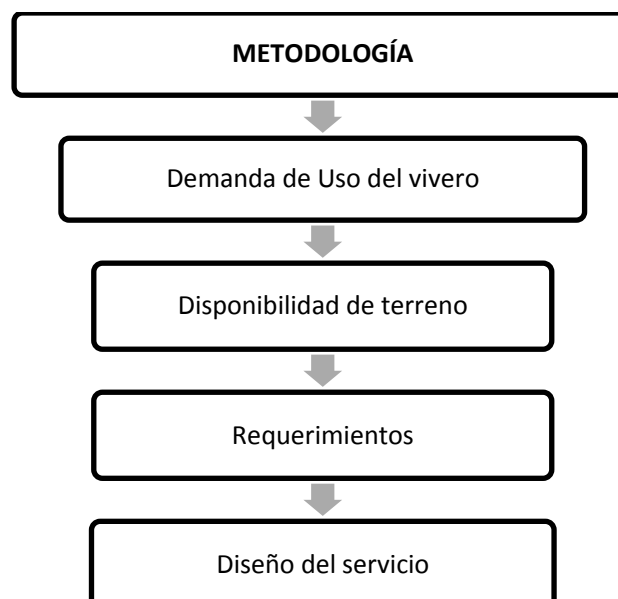 METODOLOGÍA
Demanda de Uso del vivero
Disponibilidad de terreno
Requerimientos
Diseño del servicio